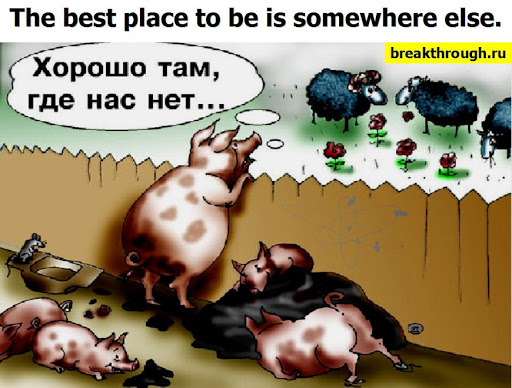 The best place to be is somewhere else.
breakthrough.ru
Хорошо там,
где нас нет...